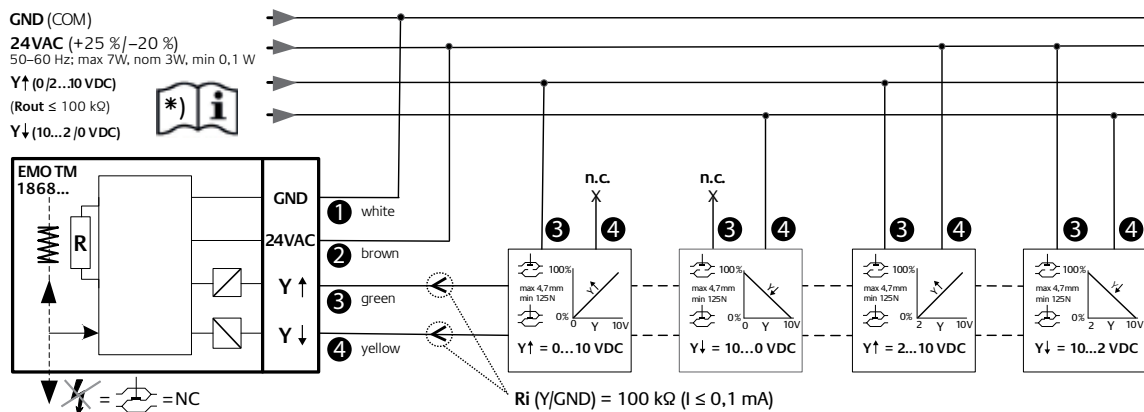 GND (COM)
24VAC (+25 %/–20 %)
50–60 Hz; max 7W, nom 3W, min 0,1 W
Y↑ (0/2...10 VDC)
(Rout ≤ 100 kΩ)
Y↓ (10...2/0 VDC)
*) i
EMO TM
1868...
R
GND
24VAC
Y ↑
Y ↓
1 white
2 brown
3 green
4 yellow
n.c.
X
3 4
100%
max 4,7mm
min 125N
0%
Y↑
0 Y 10V
Y↑ = 0...10 VDC
n.c.
X
3 4
100%
max 4,7mm
min 125N
0%
Y↓
0 Y 10V
Y↓ = 10...0 VDC
3 4
100%
max 4,7mm
min 125N
0%
Y↑
2 Y 10V
Y↑ = 2...10 VDC
3 4
100%
max 4,7mm
min 125N
0%
Y↓
2 Y 10V
Y↓ = 10...2 VDC
= = NC
Ri (Y/GND) = 100 kΩ (I ≤ 0,1 mA)